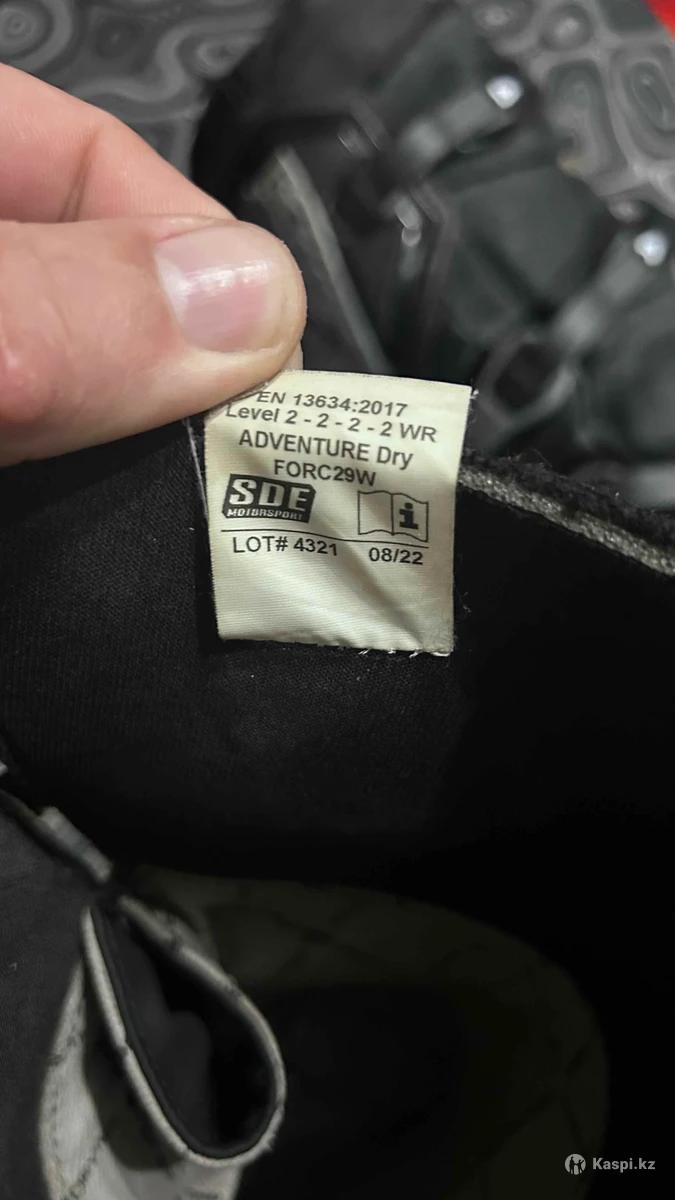 EN 13634:2017
Level 2 - 2 - 2 - 2 WR
ADVENTURE Dry
FORC29W
SDE
MOTORSPORT
i
LOT# 4321 08/22
Kaspi.kz